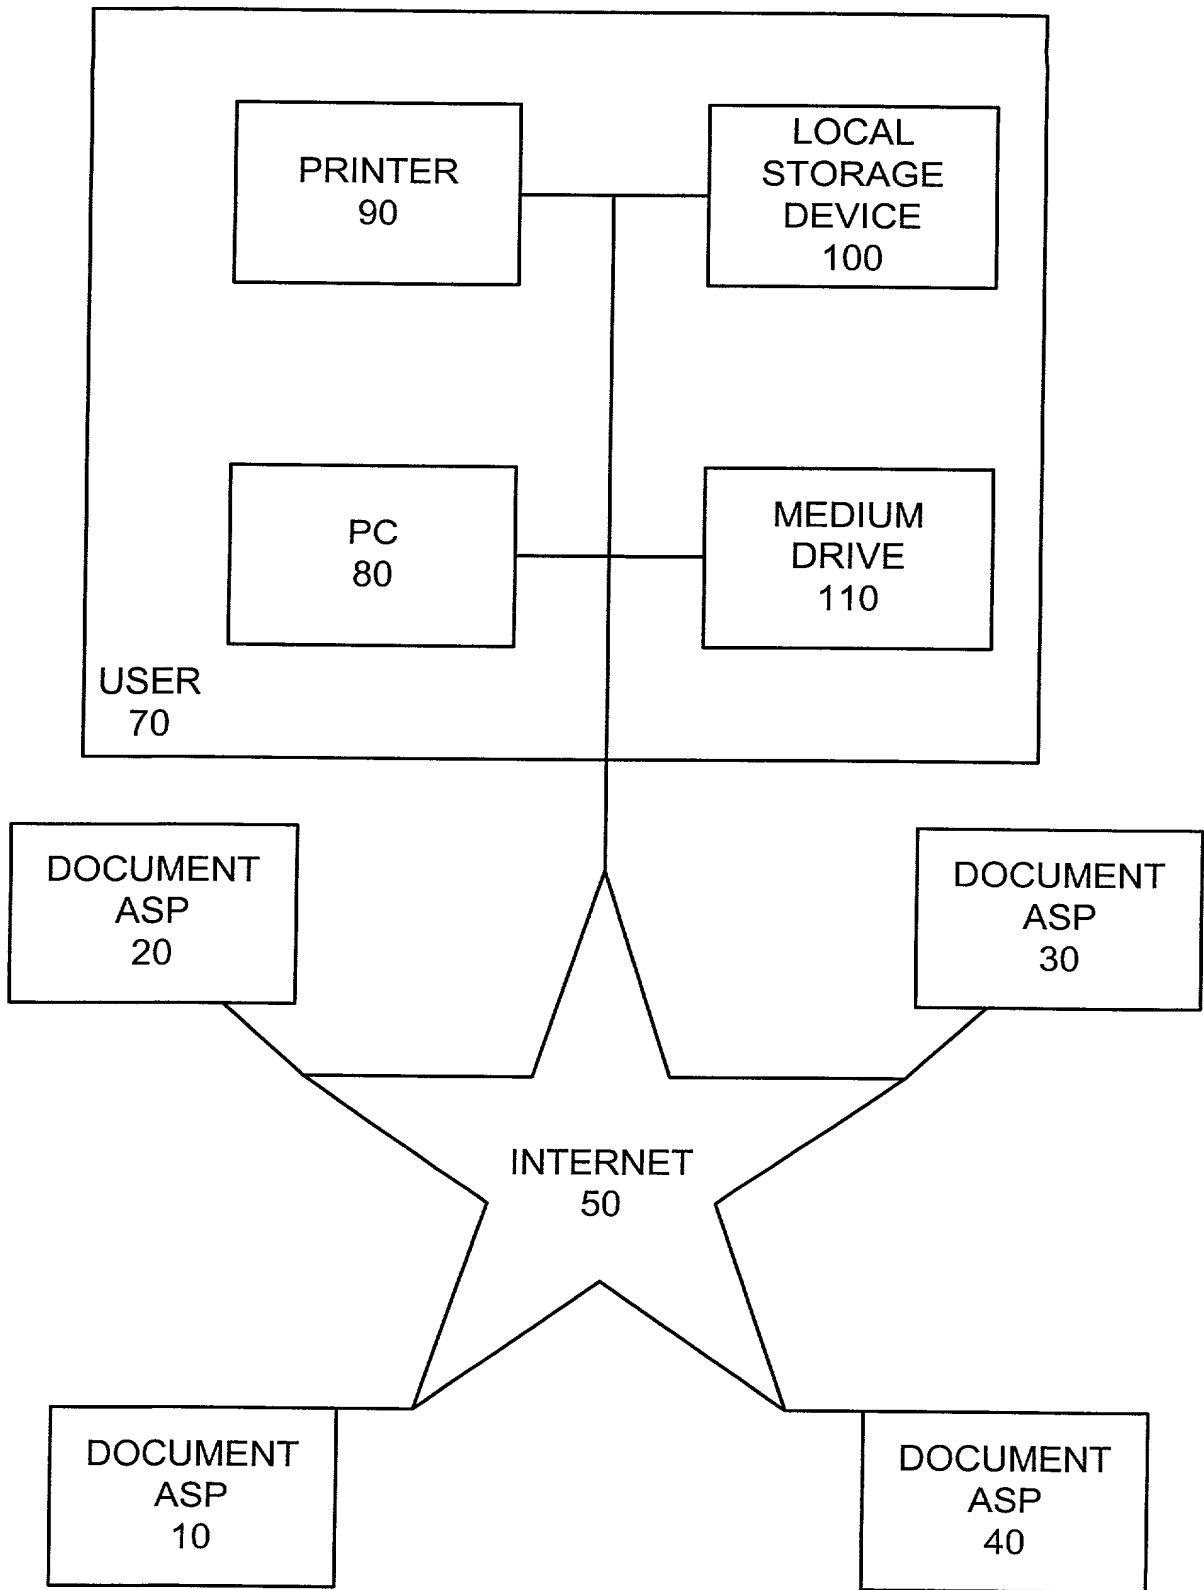 PRINTER
90
LOCAL
STORAGE
DEVICE
100
PC
80
MEDIUM
DRIVE
110
USER
70
DOCUMENT
ASP
20
DOCUMENT
ASP
30
INTERNET
50
DOCUMENT
ASP
10
DOCUMENT
ASP
40